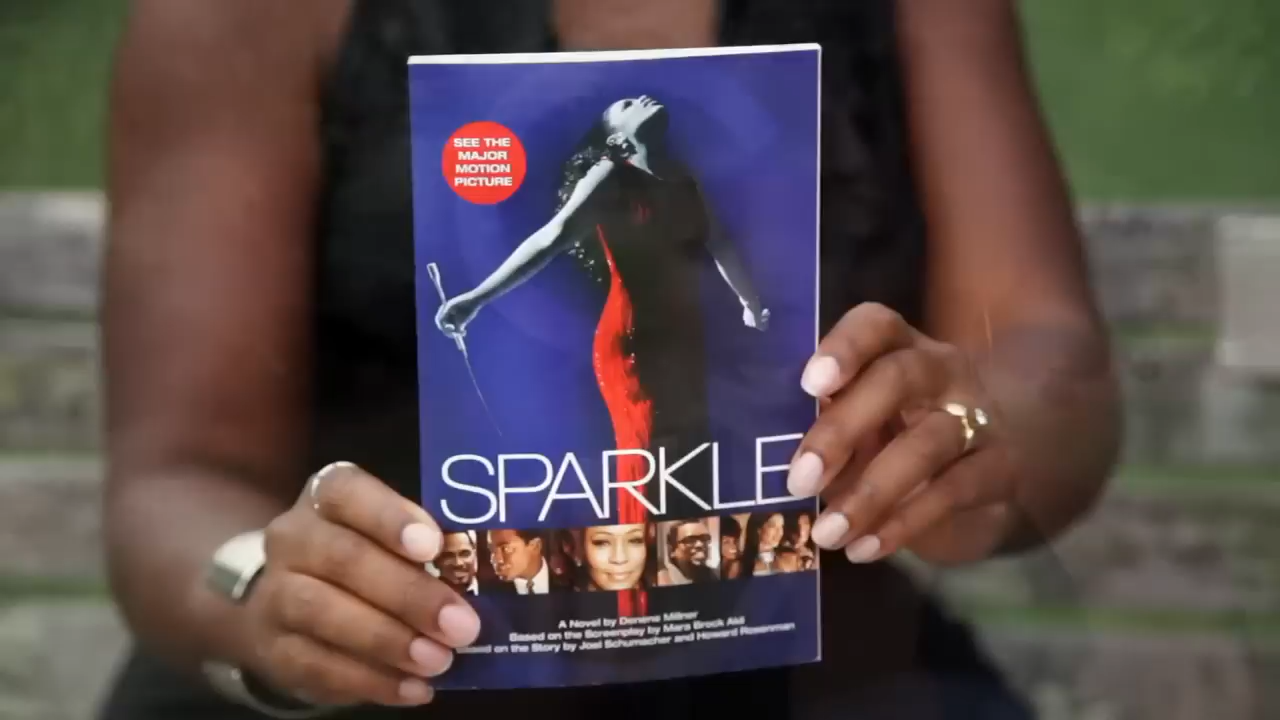 SEE THE
MAJOR
MOTION
PICTURE
SPARKLE
A Novel by Denene Millner
Based on the Screenplay by Mara Brock Akil
Based on the Story by Joel Schumacher and Howard Rosenman